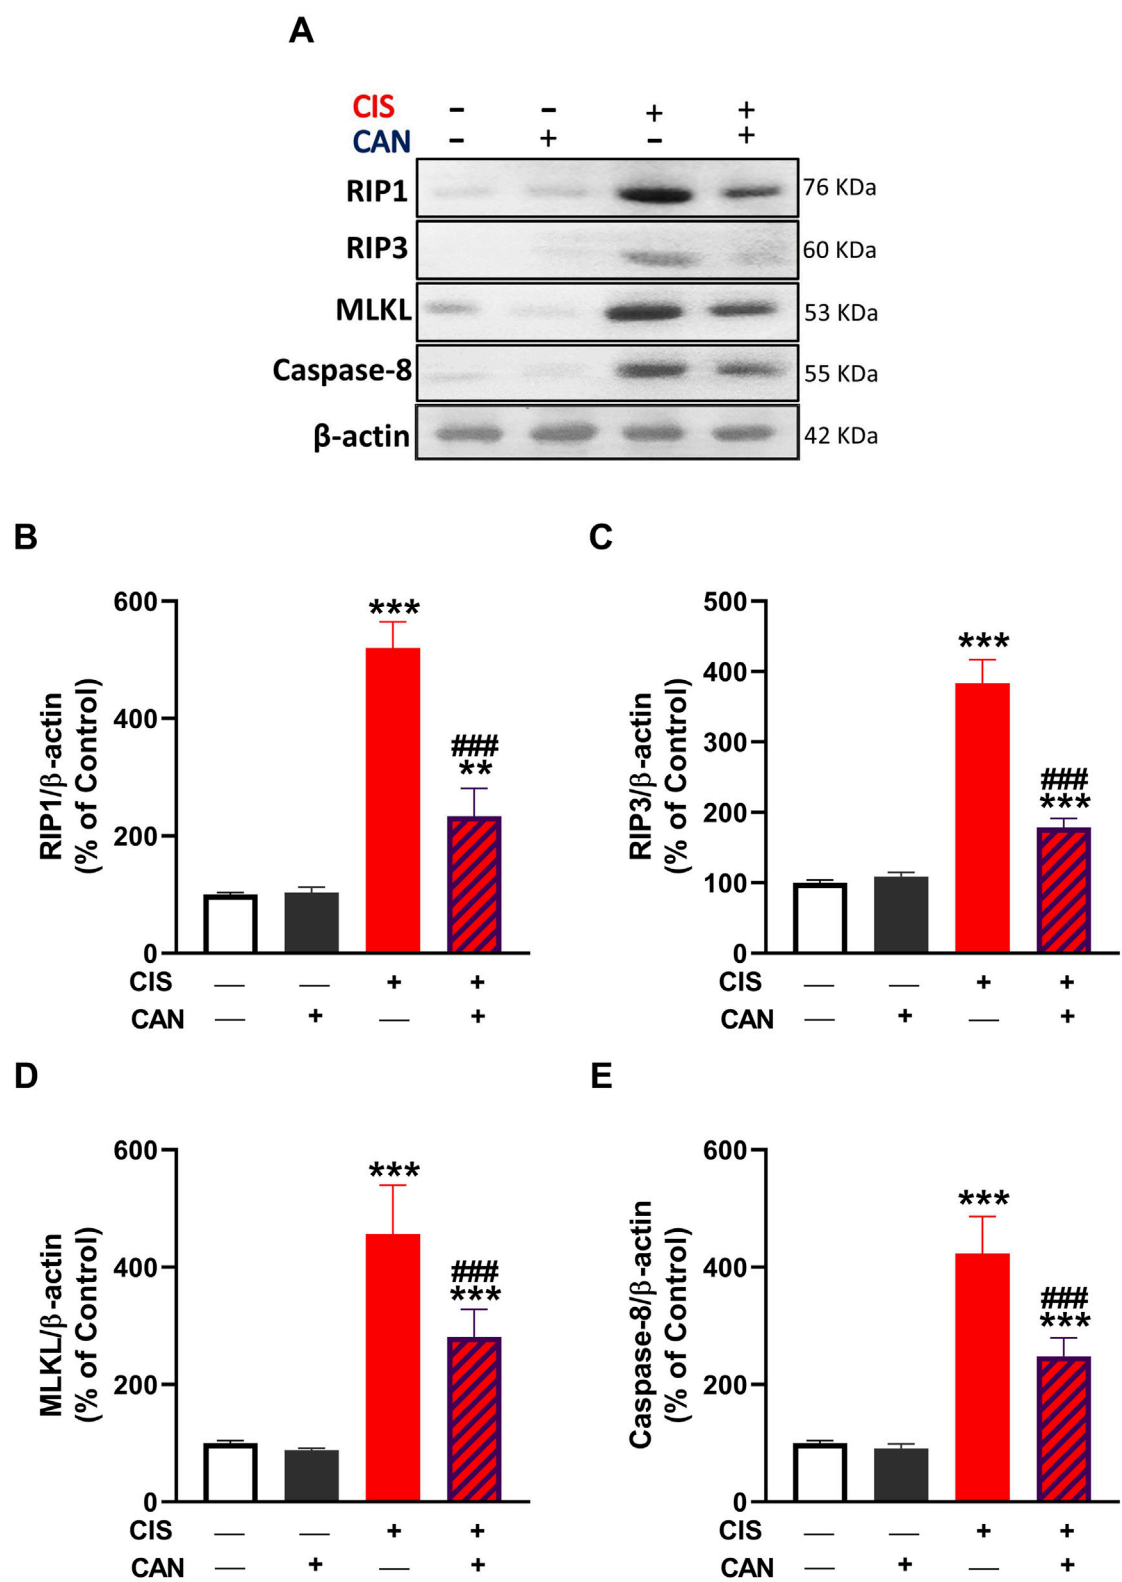 A
CIS - - + +
CAN - + - +
RIP1 76 KDa
RIP3 60 KDa
MLKL 53 KDa
Caspase-8 55 KDa
β-actin 42 KDa
B
RIP1/β-actin
(% of Control)
600
400
200
0
***
###
**
CIS — — + +
CAN — + — +
C
RIP3/β-actin
(% of Control)
500
400
300
200
100
0
***
###
***
CIS — — + +
CAN — + — +
D
MLKL/β-actin
(% of Control)
600
400
200
0
***
###
***
CIS — — + +
CAN — + — +
E
Caspase-8/β-actin
(% of Control)
600
400
200
0
***
###
***
CIS — — + +
CAN — + — +